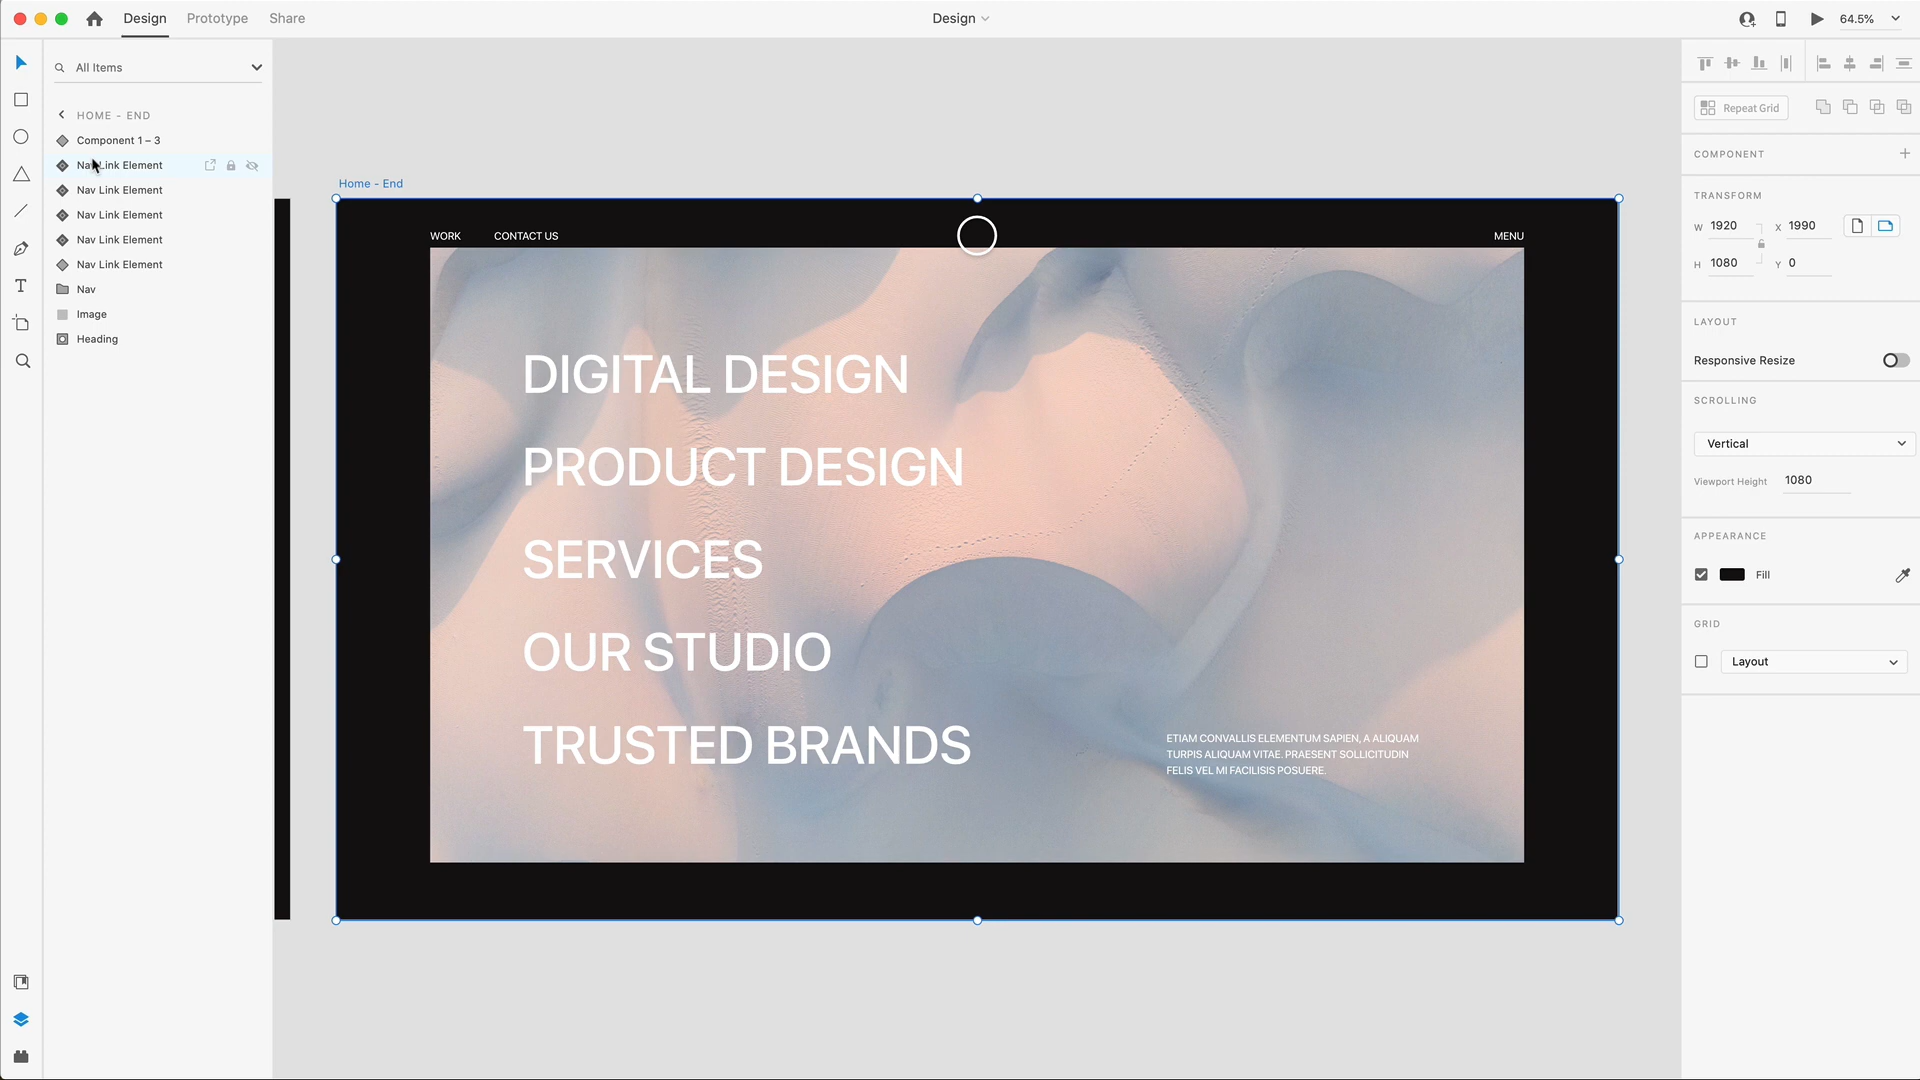 Design
Prototype
Share
Design
64.5%
All Items
HOME - END
Component 1 – 3
Nav Link Element
Nav Link Element
Nav Link Element
Nav Link Element
Nav Link Element
Nav
Image
Heading
Home - End
WORK
CONTACT US
MENU
DIGITAL DESIGN
PRODUCT DESIGN
SERVICES
OUR STUDIO
TRUSTED BRANDS
ETIAM CONVALLIS ELEMENTUM SAPIEN, A ALIQUAM
TURPIS ALIQUAM VITAE. PRAESENT SOLLICITUDIN
FELIS VEL MI FACILISIS POSUERE.
Repeat Grid
COMPONENT
TRANSFORM
W 1920 X 1990
H 1080 Y 0
LAYOUT
Responsive Resize
SCROLLING
Vertical
Viewport Height 1080
APPEARANCE
Fill
GRID
Layout